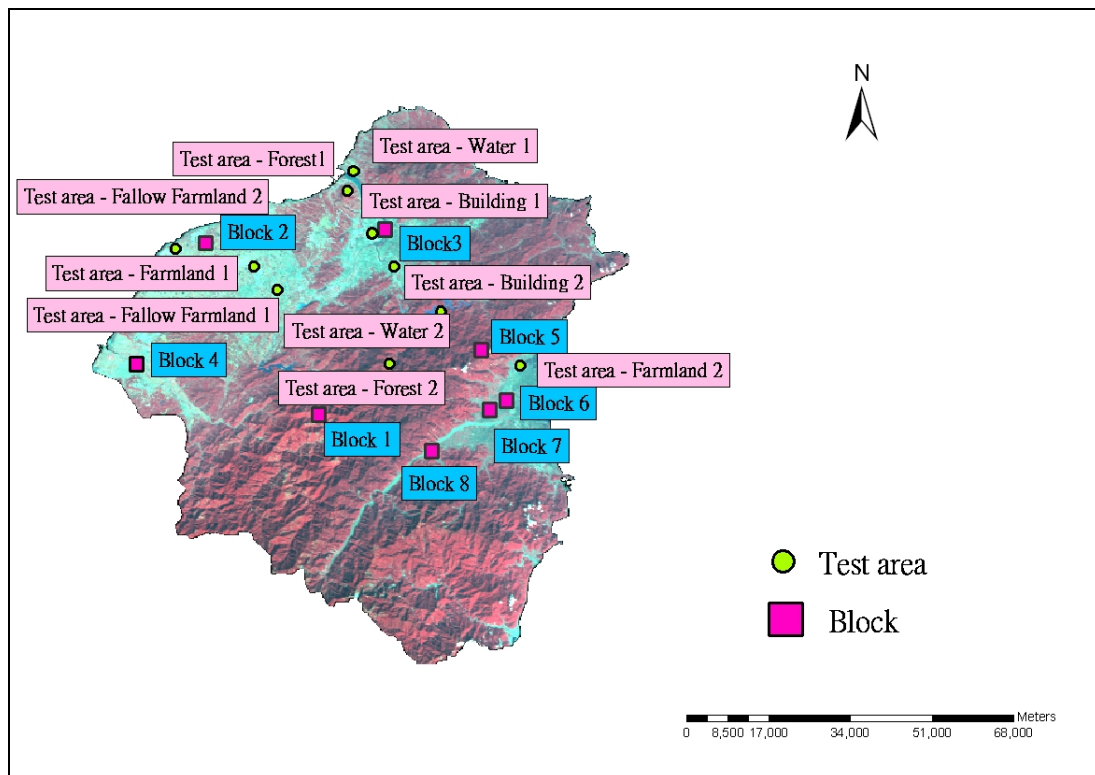 N
Test area - Water 1
Test area - Forest1
Test area - Fallow Farmland 2
Test area - Building 1
Block 2
Block3
Test area - Farmland 1
Test area - Building 2
Test area - Fallow Farmland 1
Test area - Water 2
Block 5
Block 4
Test area - Farmland 2
Test area - Forest 2
Block 6
Block 1
Block 7
Block 8
Test area
Block
Meters
0 8,500 17,000 34,000 51,000 68,000